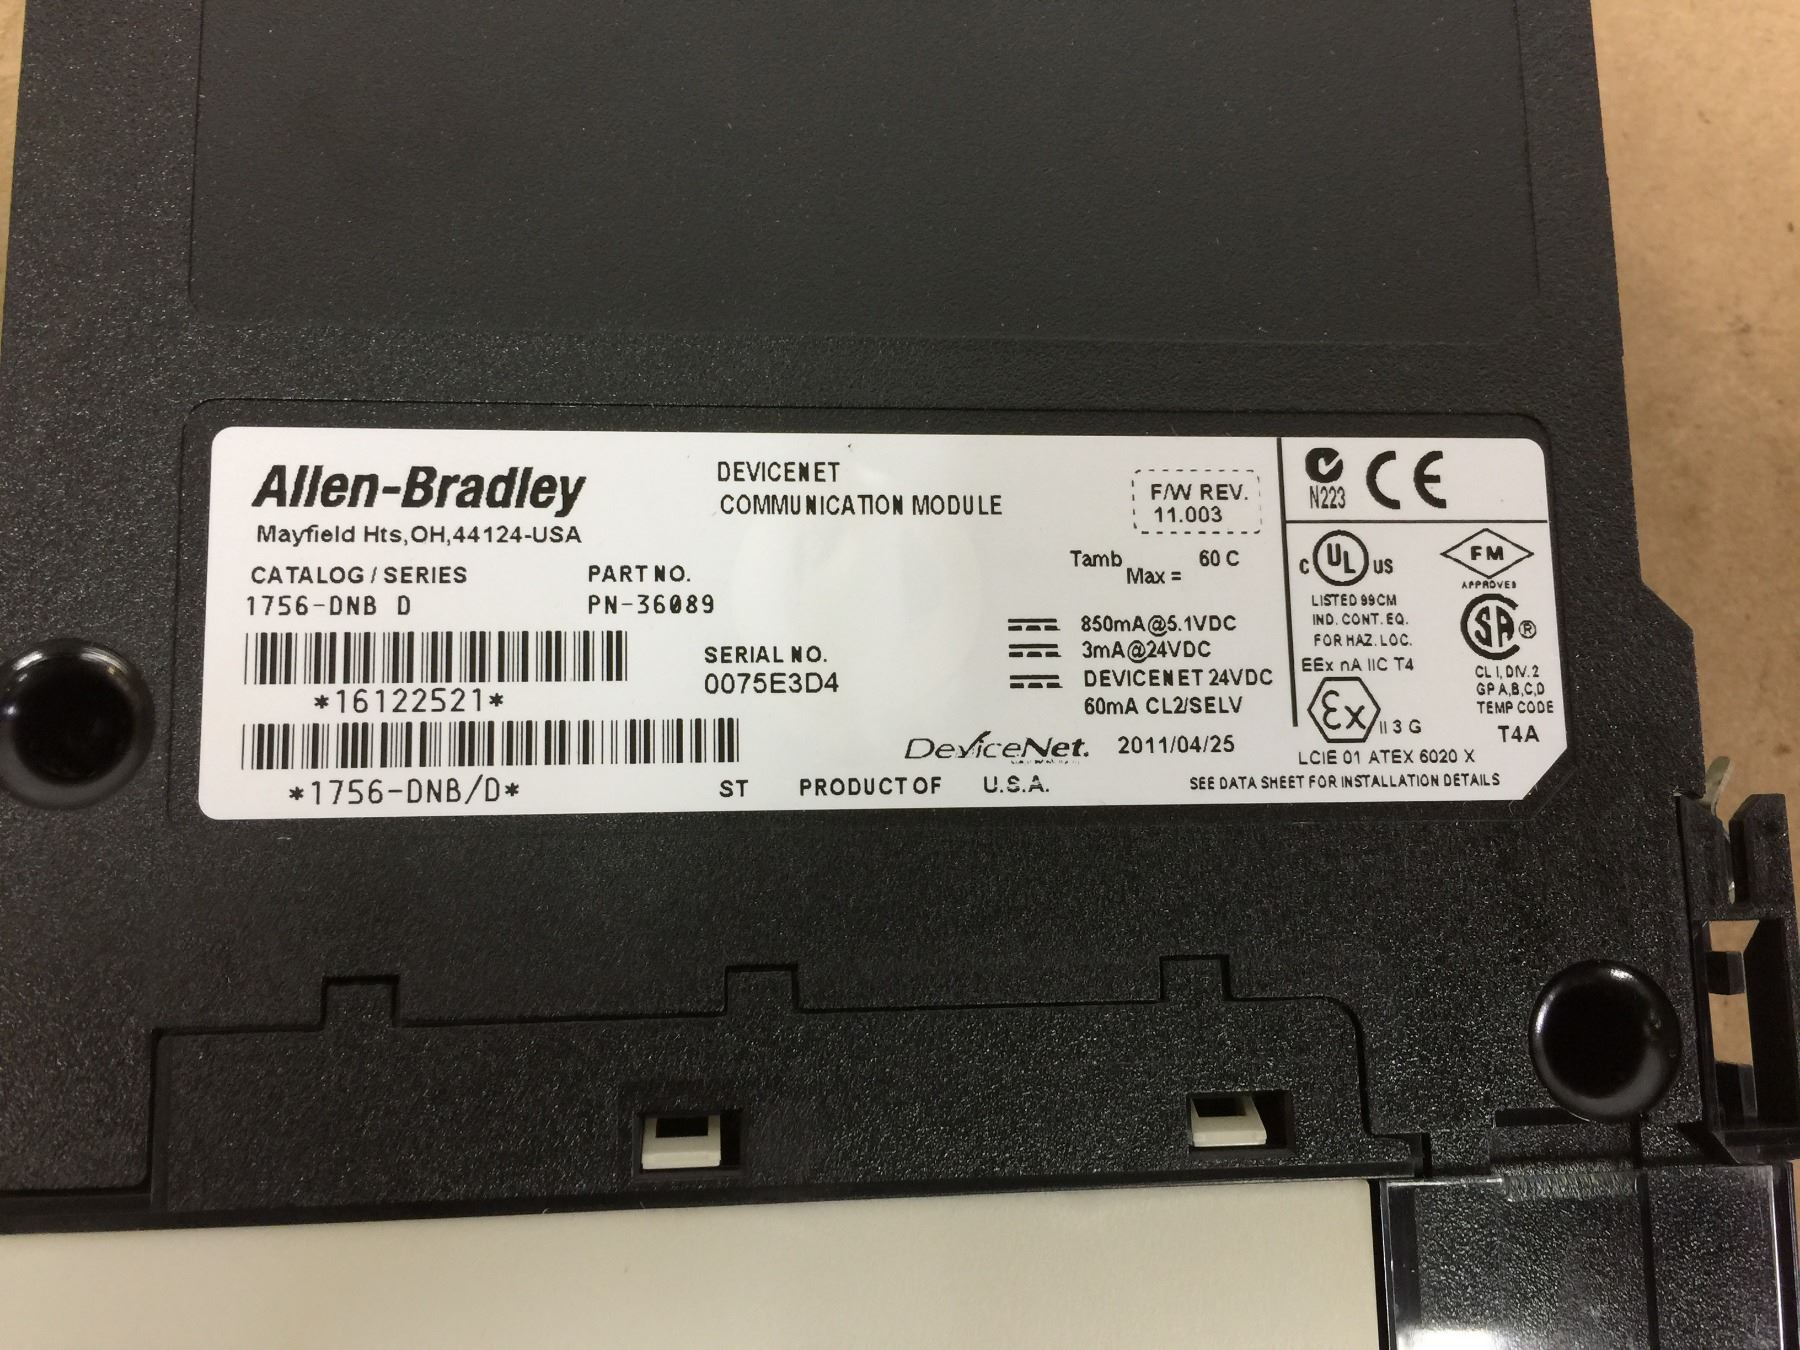 Allen-Bradley
Mayfield Hts,OH,44124-USA
DEVICENET
COMMUNICATION MODULE
F/W REV.
11.003
CATALOG / SERIES
1756-DNB D
PART NO.
PN-36089
Tamb Max = 60 C
*16122521*
SERIAL NO.
0075E3D4
850mA@5.1VDC
3mA@24VDC
DEVICENET 24VDC
60mA CL2/SELV
*1756-DNB/D*
DeviceNet. 2011/04/25
ST PRODUCT OF U.S.A.
N223
CE
C UL US
LISTED 99CM
IND. CONT. EQ.
FOR HAZ. LOC.
EEx nA IIC T4
Ex II 3 G
FM
APPROVED
SA ®
CL I, DIV. 2
GP A,B,C,D
TEMP CODE
T4A
LCIE 01 ATEX 6020 X
SEE DATA SHEET FOR INSTALLATION DETAILS